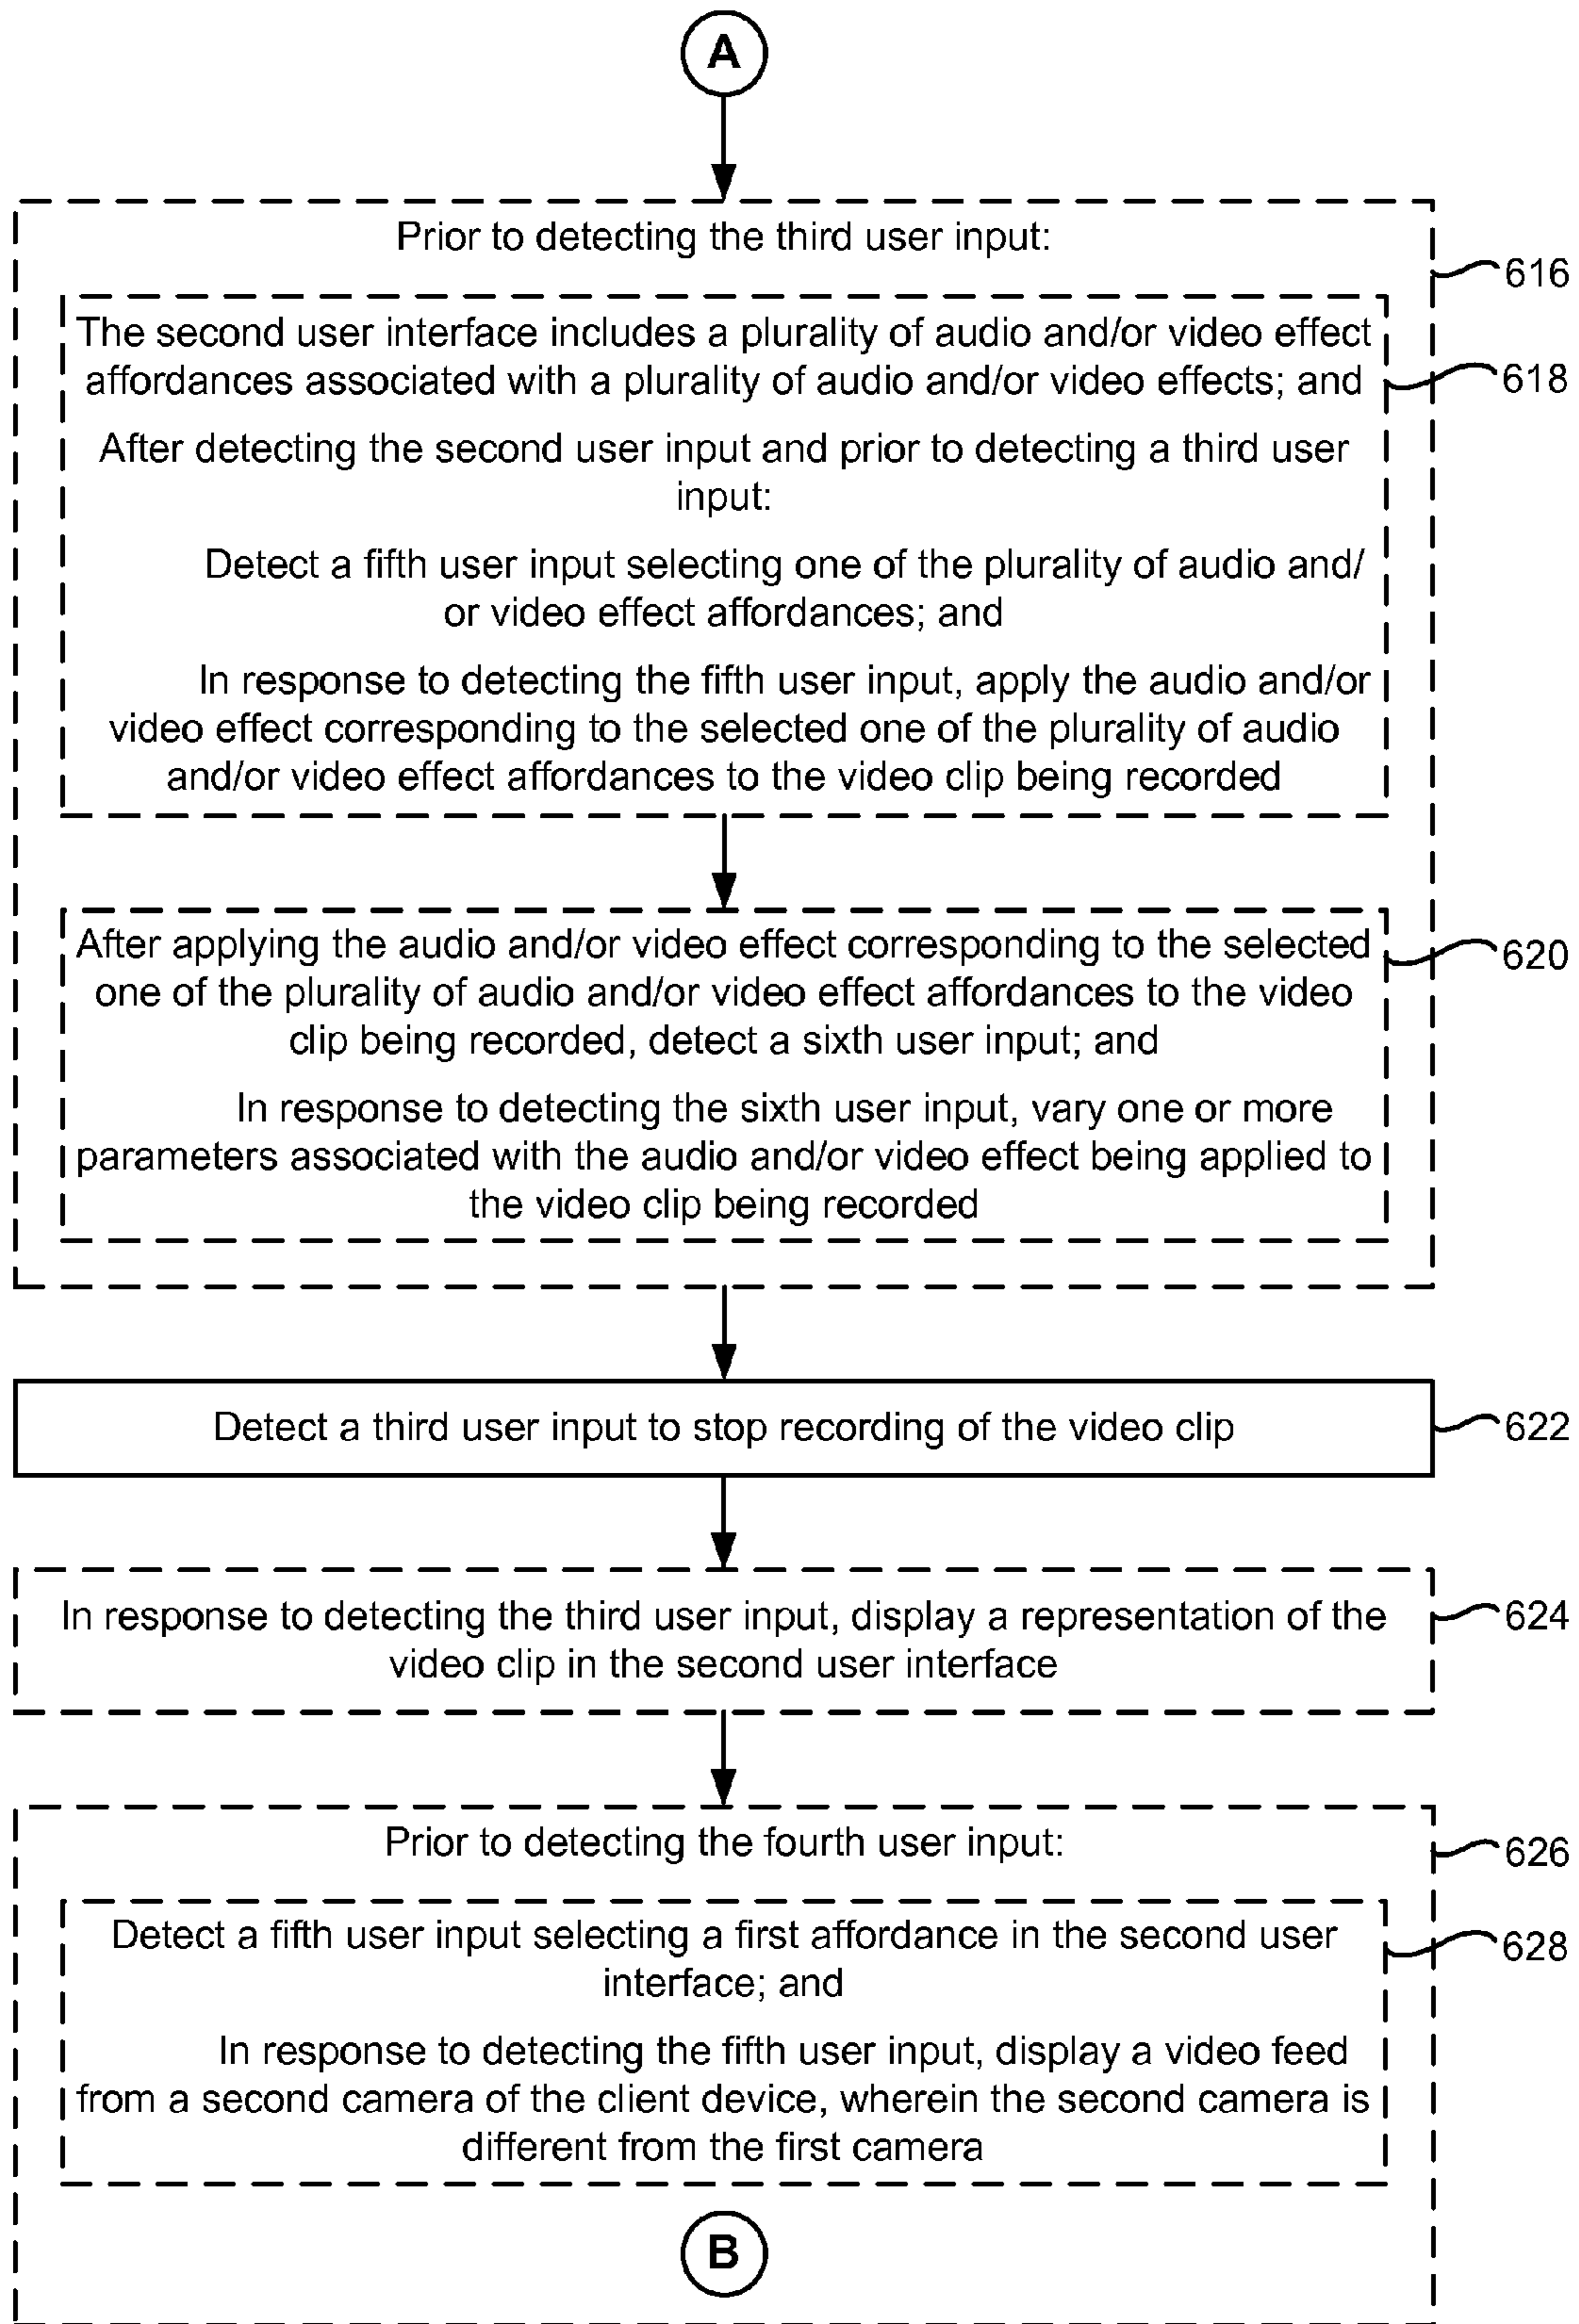 A
Prior to detecting the third user input:
616
The second user interface includes a plurality of audio and/or video effect
affordances associated with a plurality of audio and/or video effects; and
618
After detecting the second user input and prior to detecting a third user
input:
Detect a fifth user input selecting one of the plurality of audio and/
or video effect affordances; and
In response to detecting the fifth user input, apply the audio and/or
video effect corresponding to the selected one of the plurality of audio
and/or video effect affordances to the video clip being recorded
After applying the audio and/or video effect corresponding to the selected
620
one of the plurality of audio and/or video effect affordances to the video
clip being recorded, detect a sixth user input; and
In response to detecting the sixth user input, vary one or more
parameters associated with the audio and/or video effect being applied to
the video clip being recorded
Detect a third user input to stop recording of the video clip
622
In response to detecting the third user input, display a representation of the
624
video clip in the second user interface
Prior to detecting the fourth user input:
626
Detect a fifth user input selecting a first affordance in the second user
628
interface; and
In response to detecting the fifth user input, display a video feed
from a second camera of the client device, wherein the second camera is
different from the first camera
B